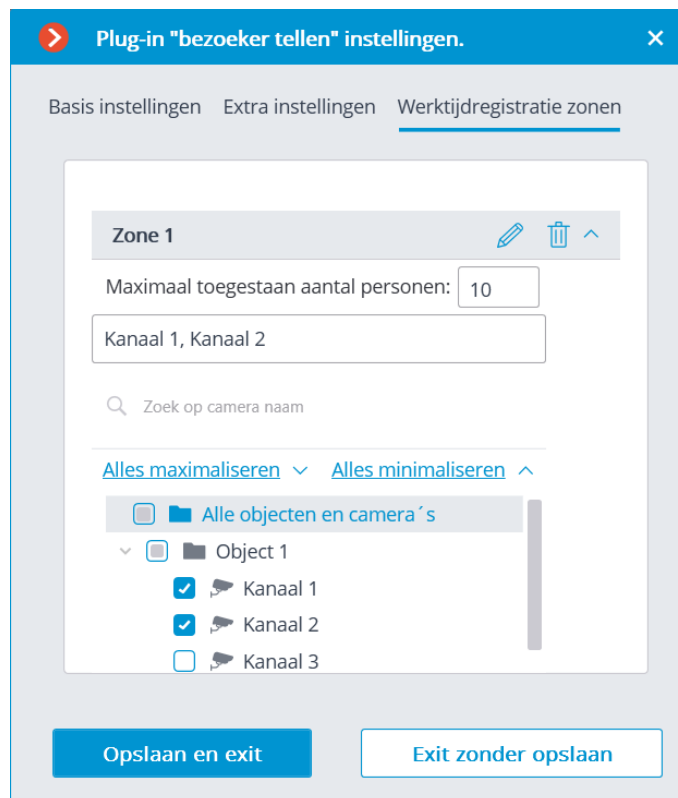 Plug-in "bezoeker tellen" instellingen.
Basis instellingen Extra instellingen Werktijdregistratie zonen
Zone 1
Maximaal toegestaan aantal personen: 10
Kanaal 1, Kanaal 2
Zoek op camera naam
Alles maximaliseren Alles minimaliseren
Alle objecten en camera´s
Object 1
Kanaal 1
Kanaal 2
Kanaal 3
Opslaan en exit Exit zonder opslaan